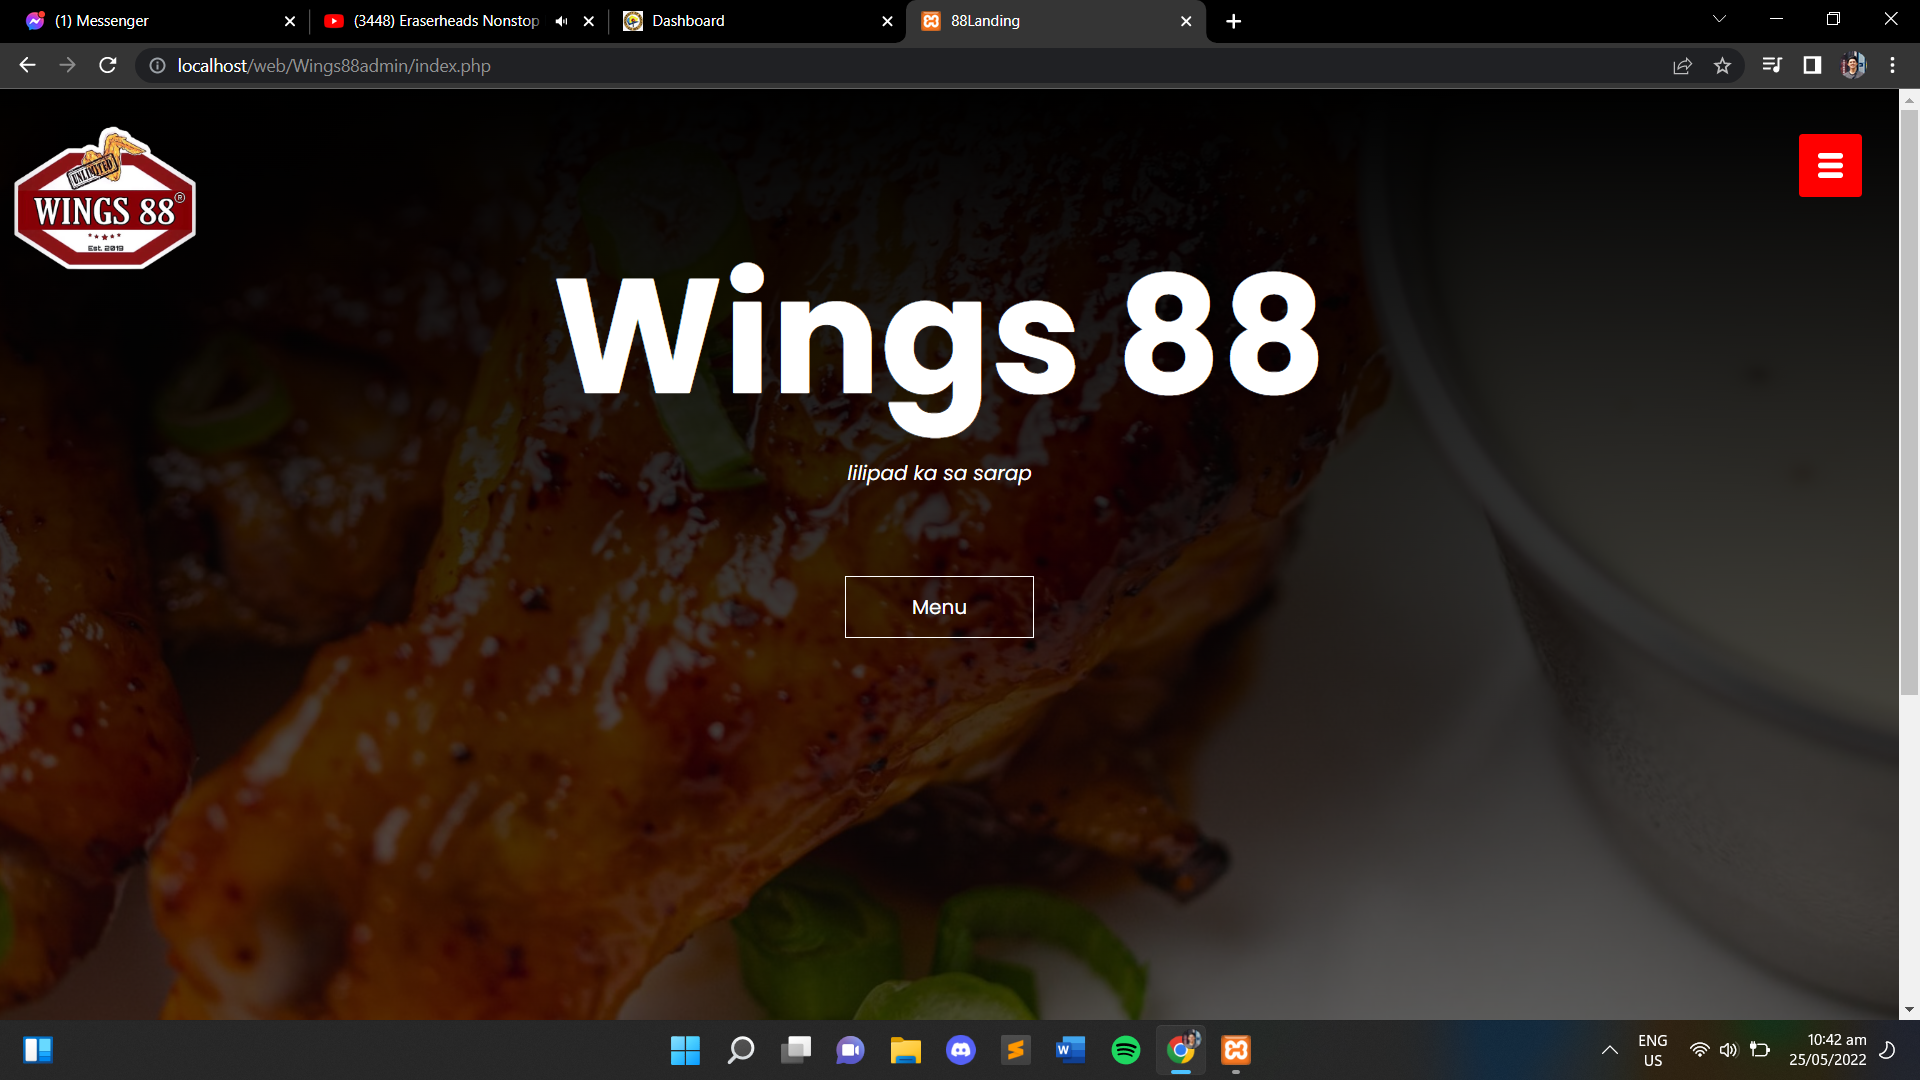 (1) Messenger
(3448) Eraserheads Nonstop
Dashboard
88Landing
localhost/web/Wings88admin/index.php
UNLIMITED
WINGS 88®
Est. 2019
Wings 88
lilipad ka sa sarap
Menu
ENG
US
10:42 am
25/05/2022